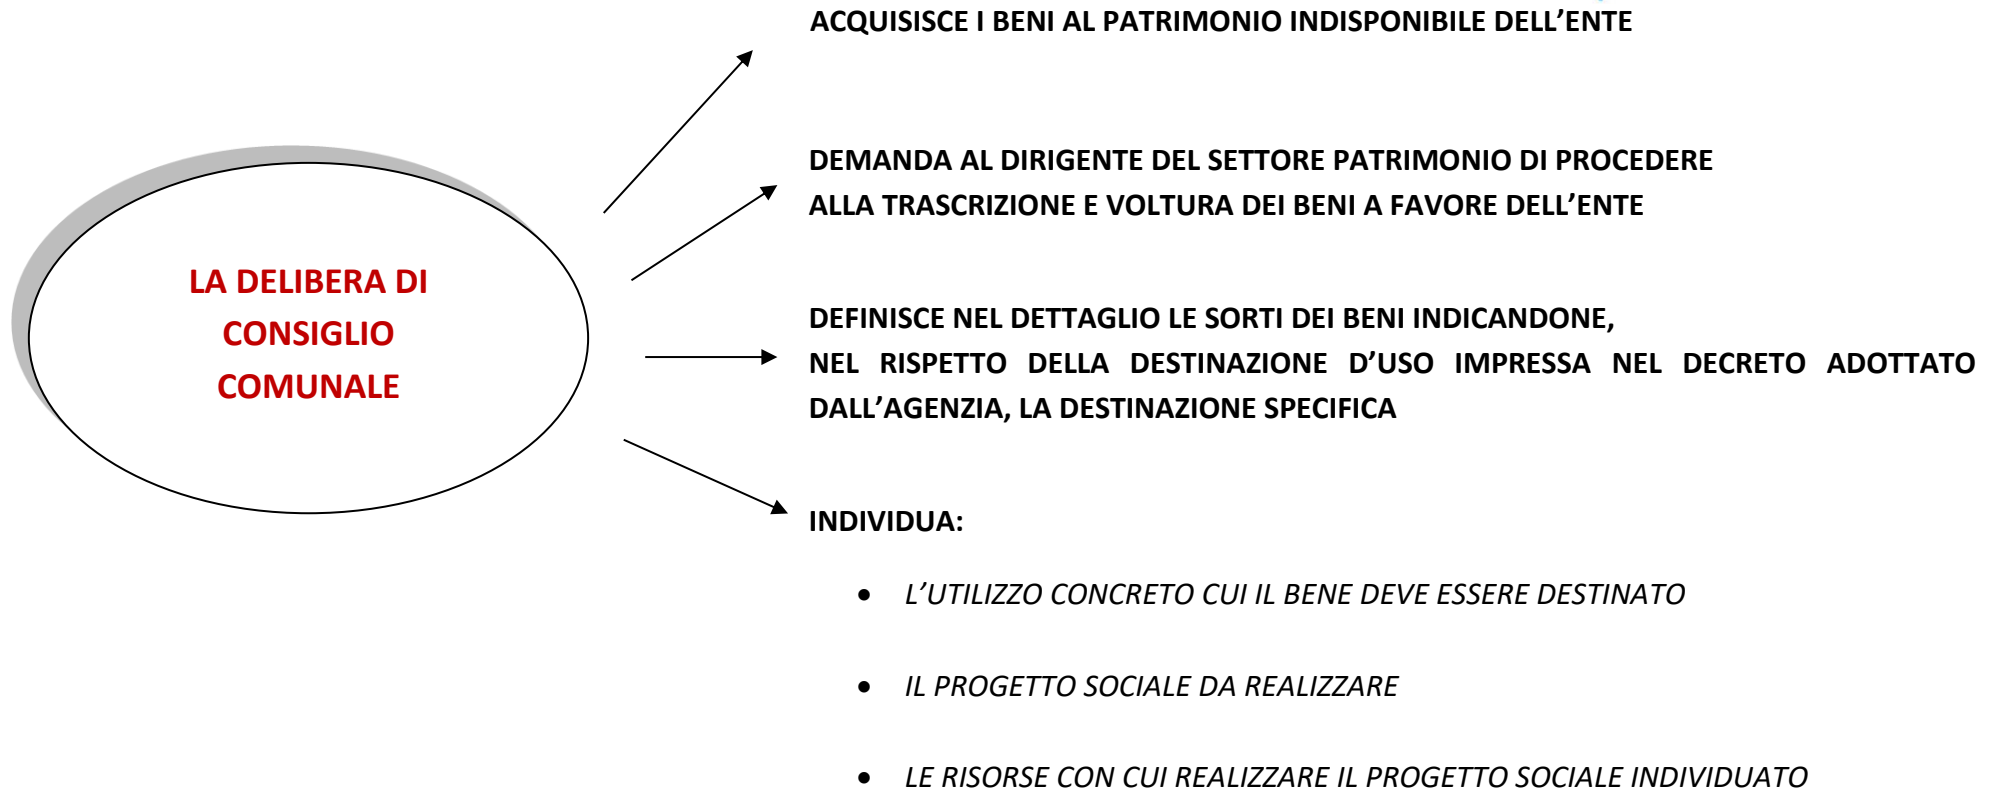 ACQUISISCE I BENI AL PATRIMONIO INDISPONIBILE DELL’ENTE
DEMANDA AL DIRIGENTE DEL SETTORE PATRIMONIO DI PROCEDERE
ALLA TRASCRIZIONE E VOLTURA DEI BENI A FAVORE DELL’ENTE
LA DELIBERA DI
CONSIGLIO
COMUNALE
DEFINISCE NEL DETTAGLIO LE SORTI DEI BENI INDICANDONE,
NEL RISPETTO DELLA DESTINAZIONE D’USO IMPRESSA NEL DECRETO ADOTTATO
DALL’AGENZIA, LA DESTINAZIONE SPECIFICA
INDIVIDUA:
• L’UTILIZZO CONCRETO CUI IL BENE DEVE ESSERE DESTINATO
• IL PROGETTO SOCIALE DA REALIZZARE
• LE RISORSE CON CUI REALIZZARE IL PROGETTO SOCIALE INDIVIDUATO